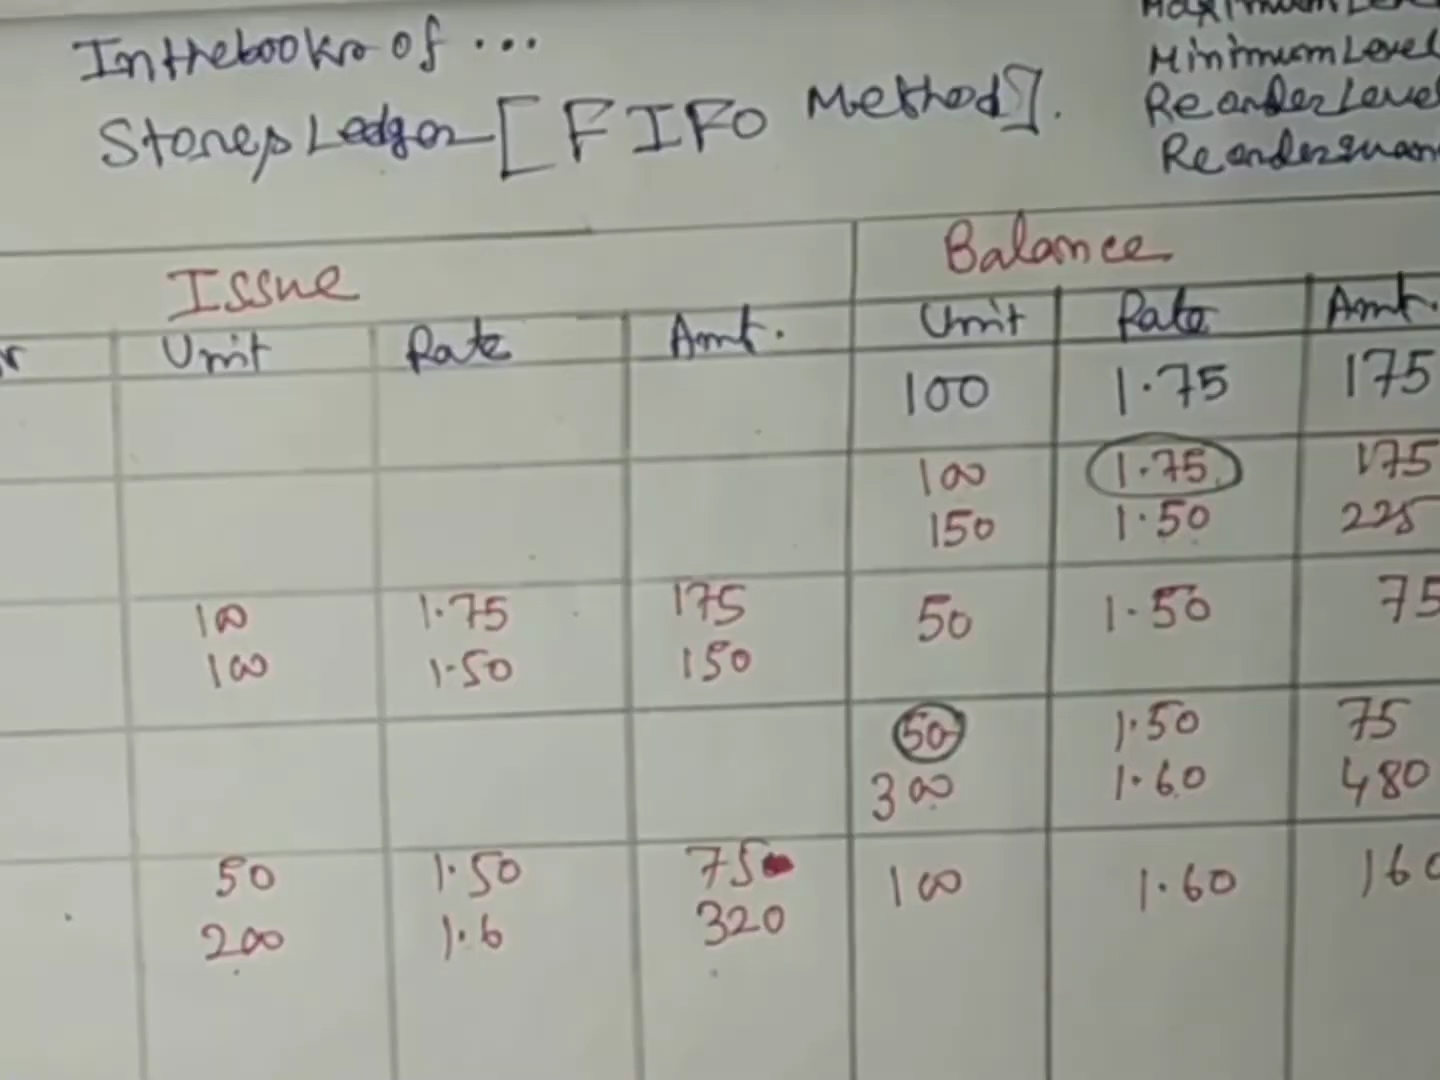 In the books of ...
Stores Ledger [FIFO Method].
Minimum Level
Reorder Level
Issue Balance
Unit Rate Amt. Unit Rate Amt.
100 1.75 175
100 1.75 175
150 1.50 225
100 1.75 175 50 1.50 75
100 1.50 150
50 1.50 75
300 1.60 480
50 1.50 75 100 1.60 160
200 1.6 320